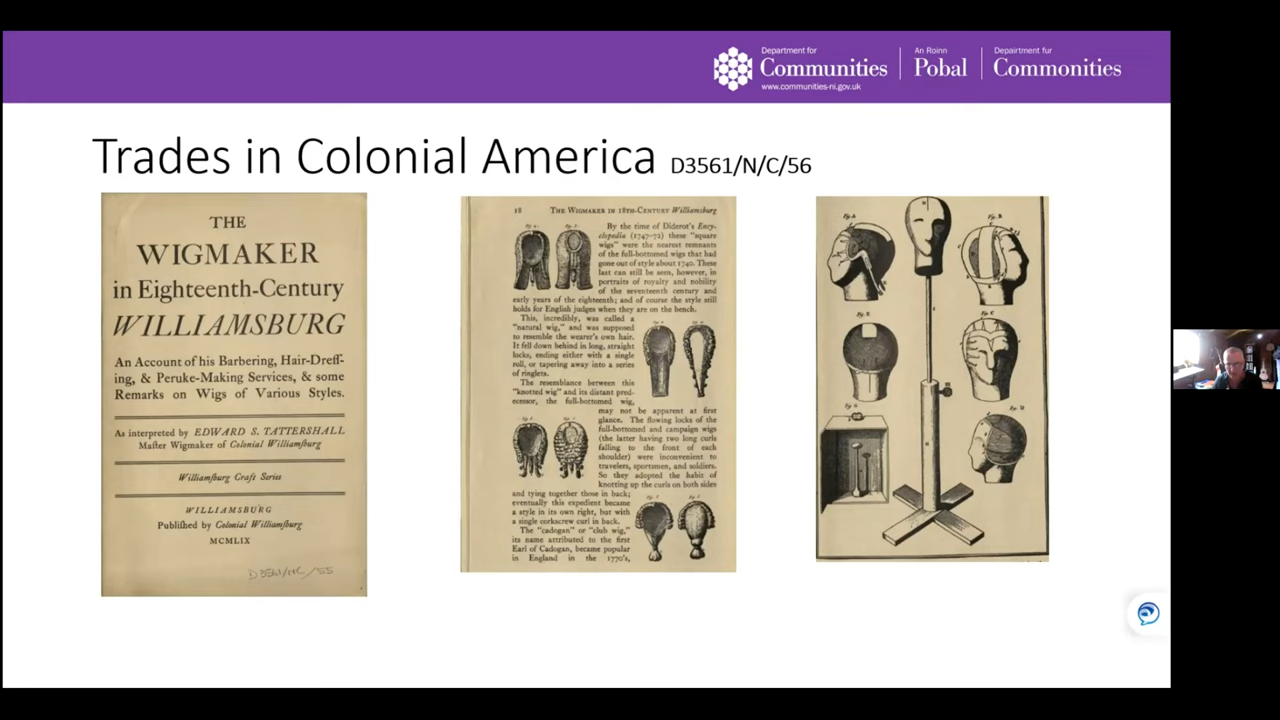 Department for
Communities
www.communities-ni.gov.uk
An Roinn
Pobal
Depairtment fur
Commonities
Trades in Colonial America D3561/N/C/56
THE
WIGMAKER
in Eighteenth-Century
WILLIAMSBURG
An Account of his Barbering, Hair-Dreſſ-
ing, & Peruke-Making Services, & some
Remarks on Wigs of Various Styles.
As interpreted by EDWARD S. TATTERSHALL
Maſter Wigmaker of Colonial Williamſburg
Williamſburg Craft Series
WILLIAMSBURG
Publiſhed by Colonial Williamſburg
MCMLIX
18 THE WIGMAKER IN 18TH-CENTURY Williamsburg
By the time of Diderot's Ency-
clopedia (1747-72) these "square
wigs" were the nearest remnants
of the full-bottomed wigs that had
gone out of style about 1740. These
last can still be seen, however, in
portraits of royalty and nobility
of the seventeenth century and
early years of the eighteenth; and of course the style still
holds for English judges when they are on the bench.
This, incredibly, was called a
"natural wig," and was supposed
to resemble the wearer's own hair.
It fell down behind in long, straight
locks, ending either with a single
roll, or tapering away into a series
of ringlets.
The resemblance between this
"knotted wig" and its distant pred-
ecessor, the full-bottomed wig,
may not be apparent at first
glance. The flowing locks of the
full-bottomed and campaign wigs
(the latter having two long curls
falling to the front of each
shoulder) were inconvenient to
travelers, sportsmen, and soldiers.
So they adopted the habit of
knotting up the curls on both sides
and tying together those in back;
eventually this expedient became
a style in its own right, but with
a single corkscrew curl in back.
The "cadogan" or "club wig,"
its name attributed to the first
Earl of Cadogan, became popular
in England in the 1770's,